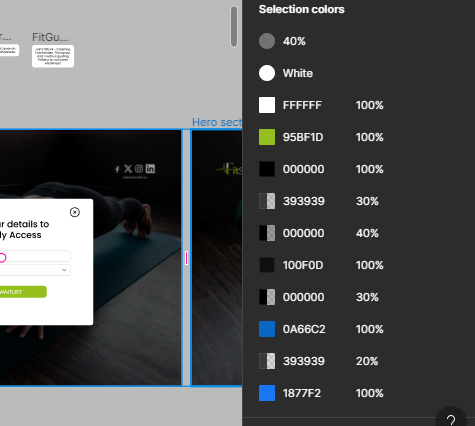 Selection colors
40%
White
FFFFFF 100%
95BF1D 100%
000000 100%
393939 30%
000000 40%
100F0D 100%
000000 30%
0A66C2 100%
393939 20%
1877F2 100%
?
r....
FitGu...
Hero sect
Fits
r details to
ly Access
WAITLIST